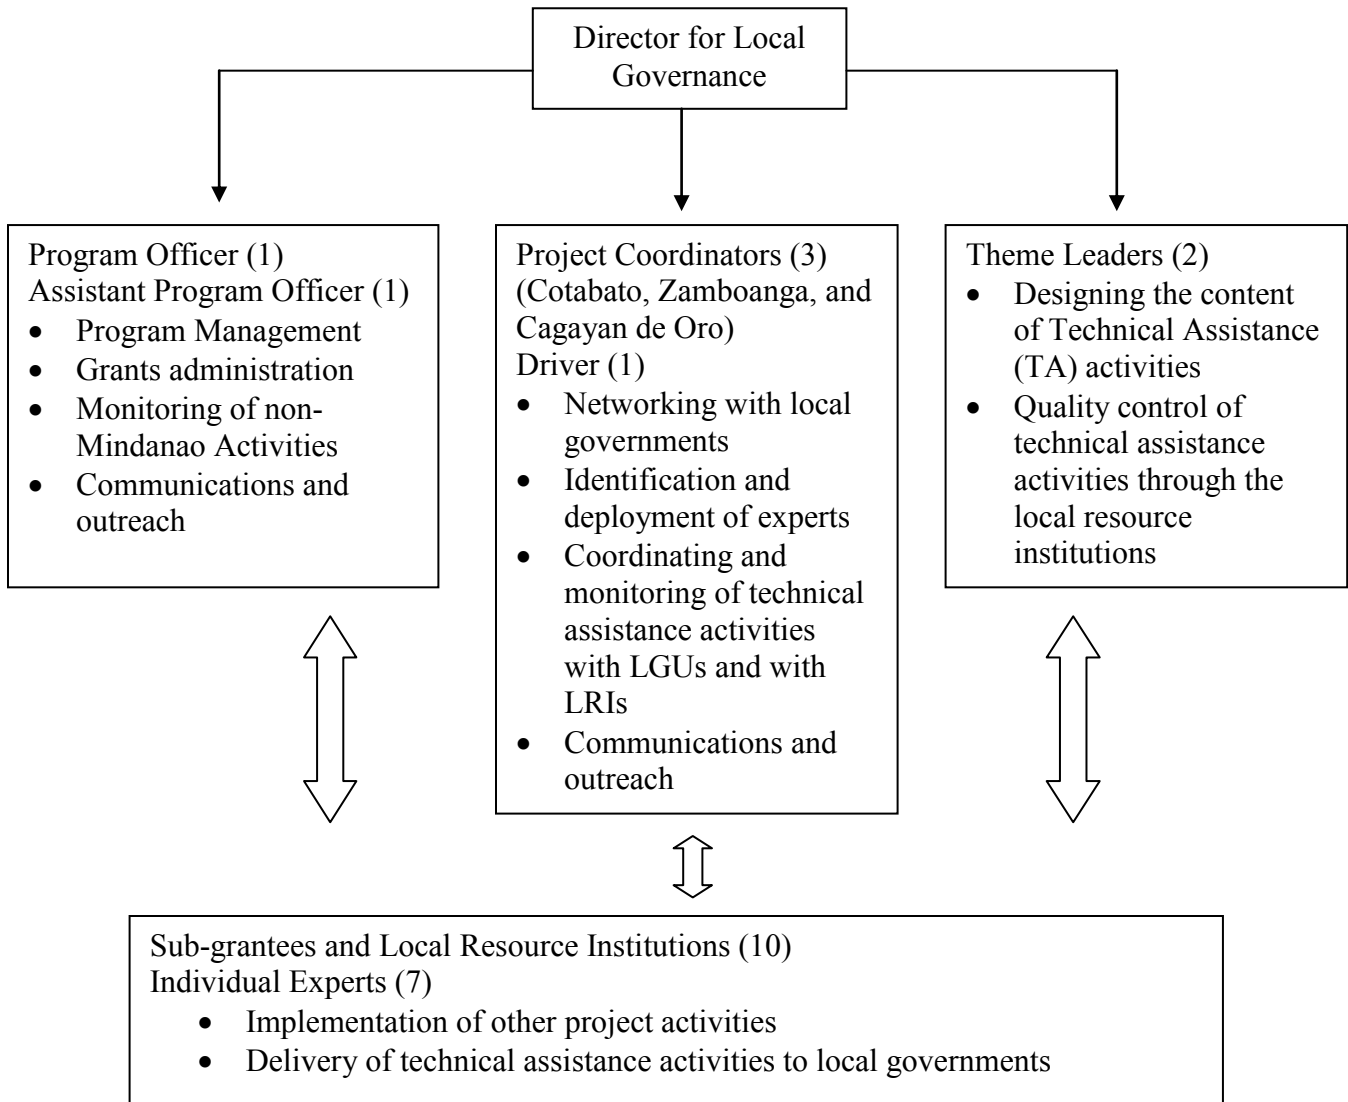 Director for Local
Governance
Program Officer (1)
Assistant Program Officer (1)
• Program Management
• Grants administration
• Monitoring of non-
Mindanao Activities
• Communications and
outreach
Project Coordinators (3)
(Cotabato, Zamboanga, and
Cagayan de Oro)
Driver (1)
• Networking with local
governments
• Identification and
deployment of experts
• Coordinating and
monitoring of technical
assistance activities
with LGUs and with
LRIs
• Communications and
outreach
Theme Leaders (2)
• Designing the content
of Technical Assistance
(TA) activities
• Quality control of
technical assistance
activities through the
local resource
institutions
Sub-grantees and Local Resource Institutions (10)
Individual Experts (7)
• Implementation of other project activities
• Delivery of technical assistance activities to local governments